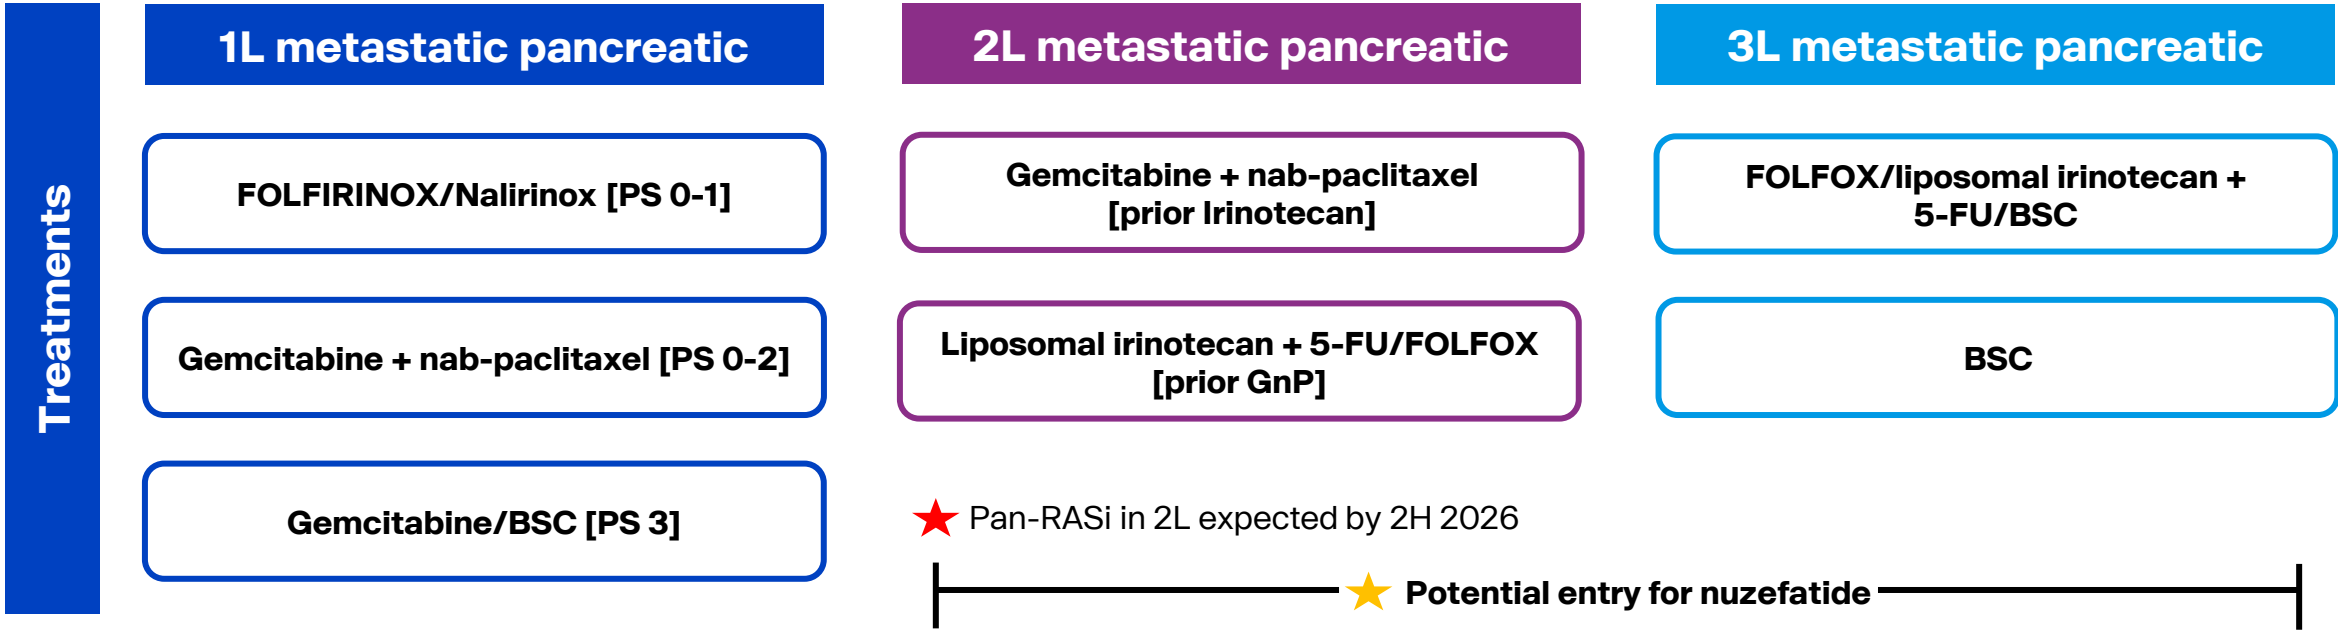 Treatments
1L metastatic pancreatic
FOLFIRINOX/Nalirinox [PS 0-1]
Gemcitabine + nab-paclitaxel [PS 0-2]
Gemcitabine/BSC [PS 3]
2L metastatic pancreatic
Gemcitabine + nab-paclitaxel
[prior Irinotecan]
Liposomal irinotecan + 5-FU/FOLFOX
[prior GnP]
3L metastatic pancreatic
FOLFOX/liposomal irinotecan +
5-FU/BSC
BSC
Pan-RASi in 2L expected by 2H 2026
Potential entry for nuzefatide